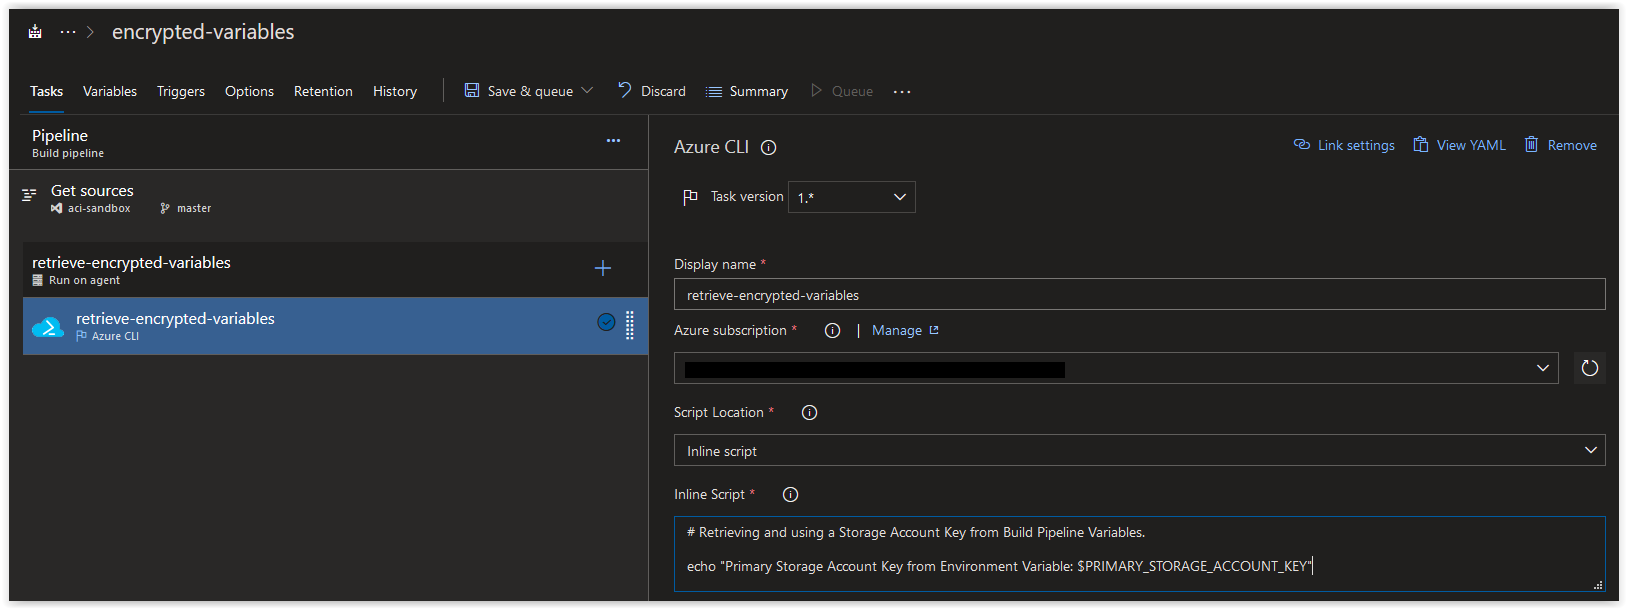 ··· > encrypted-variables
Tasks Variables Triggers Options Retention History Save & queue Discard Summary Queue ···
Pipeline ···
Build pipeline
Get sources
aci-sandbox master
retrieve-encrypted-variables
Run on agent
retrieve-encrypted-variables
Azure CLI
Azure CLI Link settings View YAML Remove
Task version 1.*
Display name *
retrieve-encrypted-variables
Azure subscription * | Manage
Script Location *
Inline script
Inline Script *
# Retrieving and using a Storage Account Key from Build Pipeline Variables.
echo "Primary Storage Account Key from Environment Variable: $PRIMARY_STORAGE_ACCOUNT_KEY"